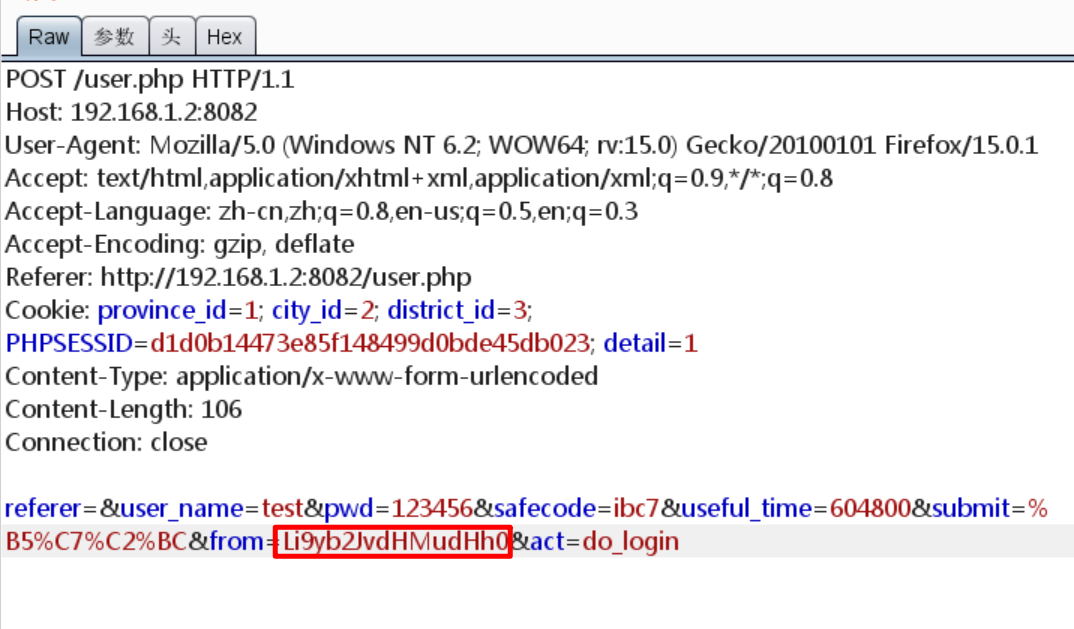 Raw 参数 头 Hex
POST /user.php HTTP/1.1
Host: 192.168.1.2:8082
User-Agent: Mozilla/5.0 (Windows NT 6.2; WOW64; rv:15.0) Gecko/20100101 Firefox/15.0.1
Accept: text/html,application/xhtml+xml,application/xml;q=0.9,*/*;q=0.8
Accept-Language: zh-cn,zh;q=0.8,en-us;q=0.5,en;q=0.3
Accept-Encoding: gzip, deflate
Referer: http://192.168.1.2:8082/user.php
Cookie: province_id=1; city_id=2; district_id=3;
PHPSESSID=d1d0b14473e85f148499d0bde45db023; detail=1
Content-Type: application/x-www-form-urlencoded
Content-Length: 106
Connection: close
referer=&user_name=test&pwd=123456&safecode=ibc7&useful_time=604800&submit=%
B5%C7%C2%BC&from=Li9yb2JvdHMudHh0&act=do_login